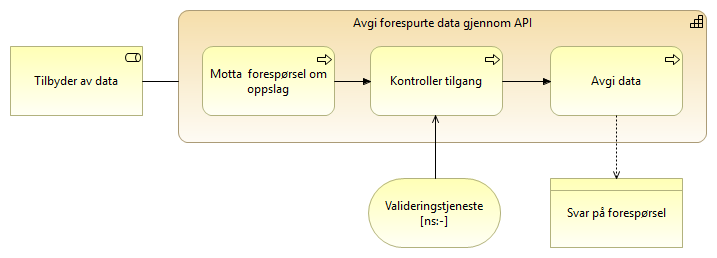 Avgi forespurte data gjennom API
Tilbyder av data
Motta forespørsel om
oppslag
Kontroller tilgang
Avgi data
Valideringstjeneste
[ns:-]
Svar på forespørsel